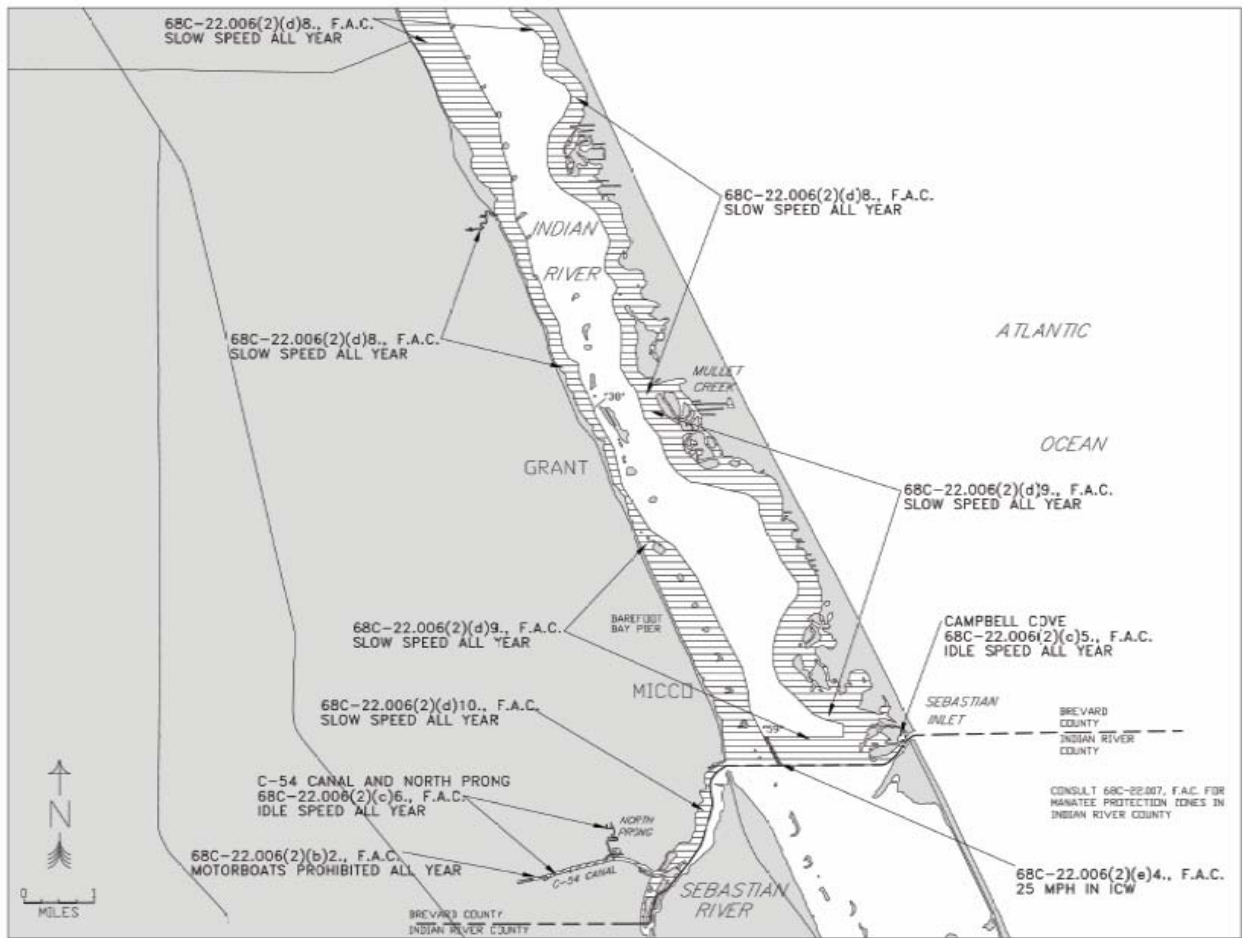 68C-22.006(2)(d)8., F.A.C.
SLOW SPEED ALL YEAR
68C-22.006(2)(d)8., F.A.C.
SLOW SPEED ALL YEAR
INDIAN
RIVER
68C-22.006(2)(d)8., F.A.C.
SLOW SPEED ALL YEAR
ATLANTIC
OCEAN
MULLET
CREEK
"38"
GRANT
68C-22.006(2)(d)9., F.A.C.
SLOW SPEED ALL YEAR
68C-22.006(2)(d)9., F.A.C.
SLOW SPEED ALL YEAR
BAREFOOT
BAY PIER
CAMPBELL COVE
68C-22.006(2)(c)5., F.A.C.
IDLE SPEED ALL YEAR
MICCO
68C-22.006(2)(d)10., F.A.C.
SLOW SPEED ALL YEAR
"59"
SEBASTIAN
INLET
BREVARD
COUNTY
INDIAN RIVER
COUNTY
C-54 CANAL AND NORTH PRONG
68C-22.006(2)(c)6., F.A.C.
IDLE SPEED ALL YEAR
CONSULT 68C-22.007, F.A.C. FOR
MANATEE PROTECTION ZONES IN
INDIAN RIVER COUNTY
N
NORTH
PRONG
68C-22.006(2)(b)2., F.A.C.
MOTORBOATS PROHIBITED ALL YEAR
C-54 CANAL
68C-22.006(2)(e)4., F.A.C.
25 MPH IN ICW
SEBASTIAN
RIVER
0 1
MILES
BREVARD COUNTY
INDIAN RIVER COUNTY